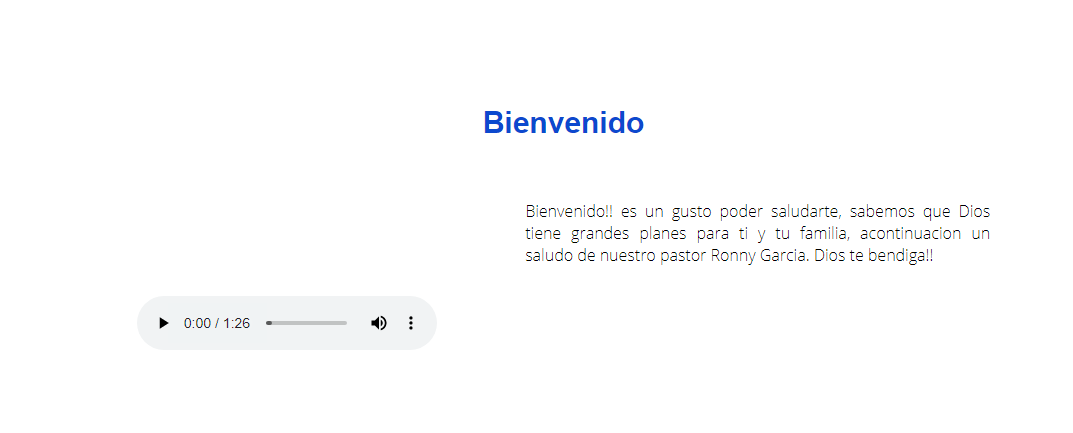 Bienvenido
Bienvenido!! es un gusto poder saludarte, sabemos que Dios
tiene grandes planes para ti y tu familia, acontinuacion un
saludo de nuestro pastor Ronny Garcia. Dios te bendiga!!
0:00 / 1:26